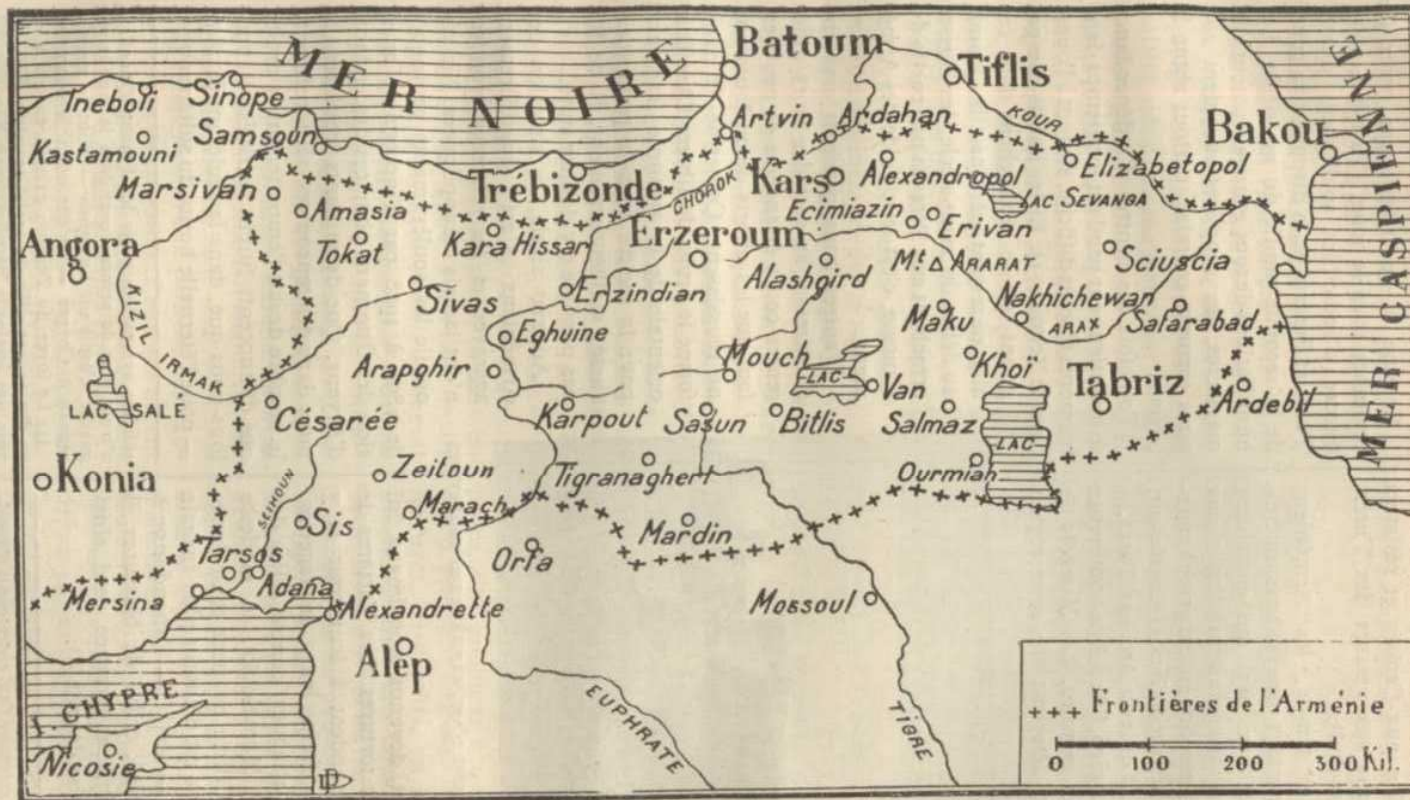 MER NOIRE
MER CASPIENNE
Batoum
Tiflis
Ineboli
Sinope
KOUR
Bakou
Kastamouni
Samsoun
Artvin
Ardahan
Elizabetopol
Marsivan
Trébizonde
CHOROK
Kars
Alexandropol
LAC SEVANGA
Amasia
Ecimiazin
Erivan
Angora
Tokat
Kara Hissar
Erzeroum
Alashgird
Mt Δ ARARAT
Sciuscia
KIZIL IRMAK
Sivas
Erzindian
Nakhichewan
Maku
ARAX
Safarabad
Eghuine
Arapghir
Mouch
LAC
Van
Khoï
Tabriz
Ardebil
LAC SALÉ
Césarée
Karpout
Sasun
Bitlis
Salmaz
LAC
Konia
SEIHOUN
Zeitoun
Tigranaghert
Ourmiah
Marach
Sis
Mardin
Orfa
Tarsos
Adana
Mersina
Alexandrette
Mossoul
Alep
EUPHRATE
TIGRE
I. CHYPRE
Nicosie
+++ Frontières de l'Arménie
0 100 200 300 Kil.